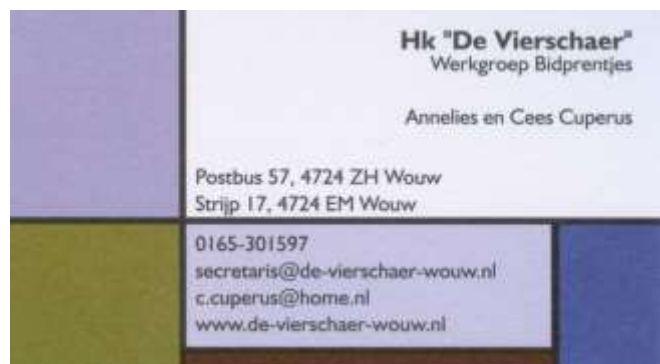 Hk "De Vierschaer"
Werkgroep Bidprentjes
Annelies en Cees Cuperus
Postbus 57, 4724 ZH Wouw
Strijp 17, 4724 EM Wouw
0165-301597
secretaris@de-vierschaer-wouw.nl
c.cuperus@home.nl
www.de-vierschaer-wouw.nl